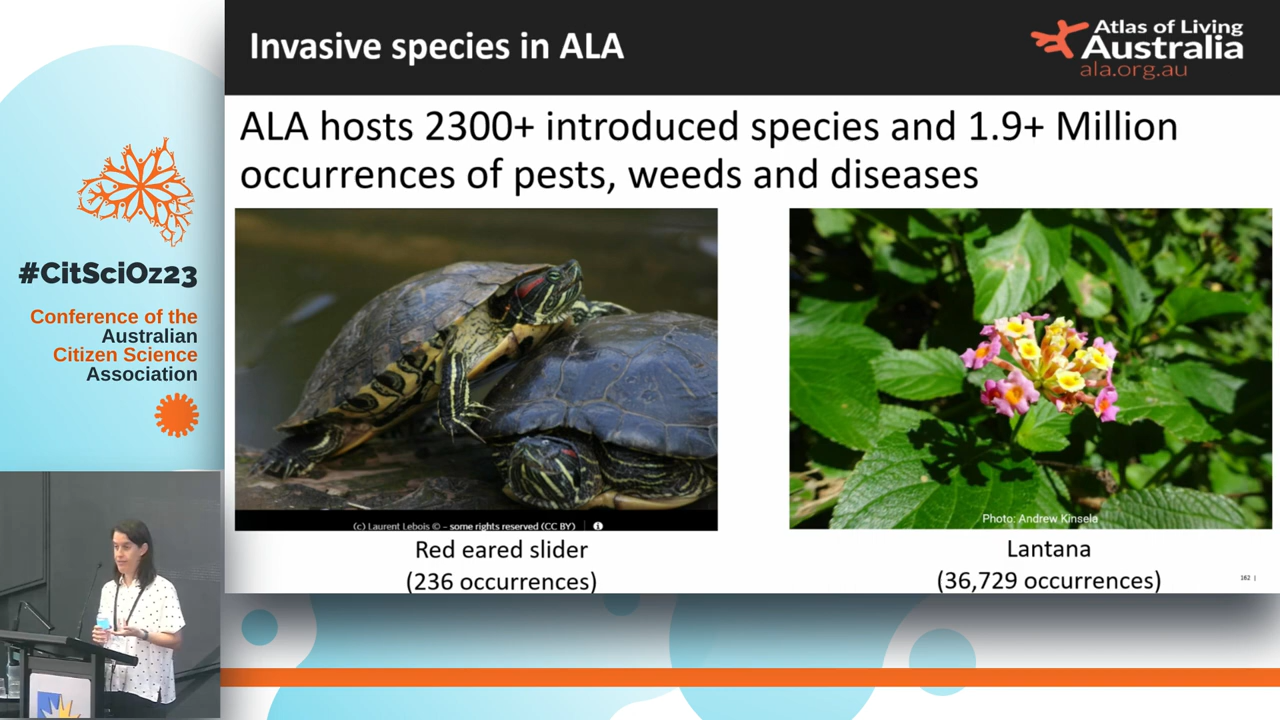 Invasive species in ALA
Atlas of Living
Australia
ala.org.au
ALA hosts 2300+ introduced species and 1.9+ Million
occurrences of pests, weeds and diseases
#CitSciOz23
Conference of the
Australian
Citizen Science
Association
(c) Laurent Lebois © – some rights reserved (CC BY)
Photo: Andrew Kinsela
Red eared slider
(236 occurrences)
Lantana
(36,729 occurrences)
162 |